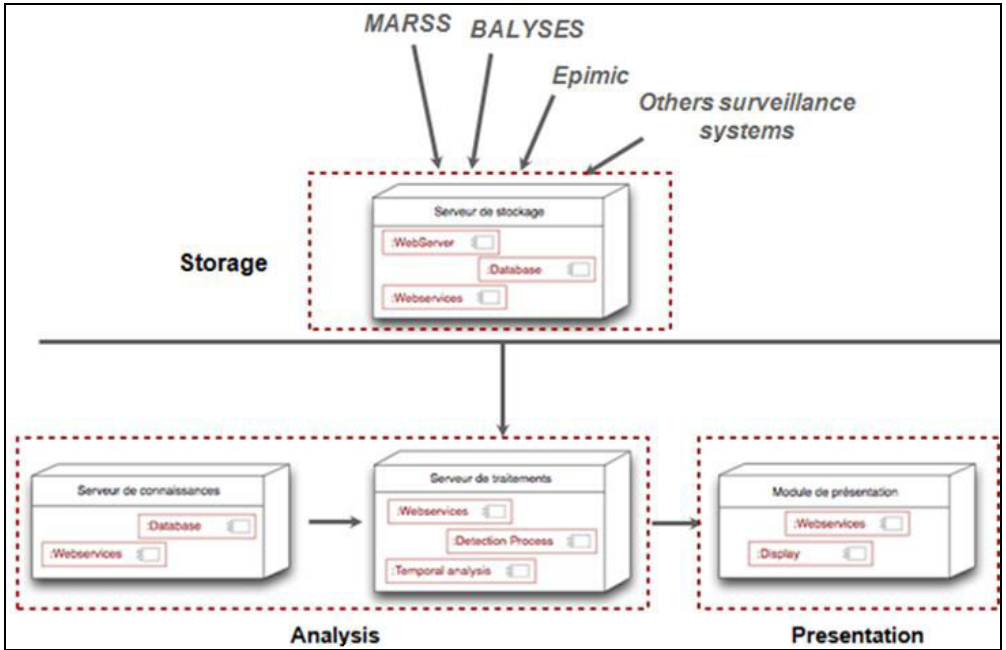 MARSS
BALYSES
Epimic
Others surveillance
systems
Serveur de stockage
:WebServer
:Database
:Webservices
Storage
Serveur de connaissances
:Database
:Webservices
Serveur de traitements
:Webservices
:Detection Process
:Temporal analysis
Module de présentation
:Webservices
:Display
Analysis
Presentation